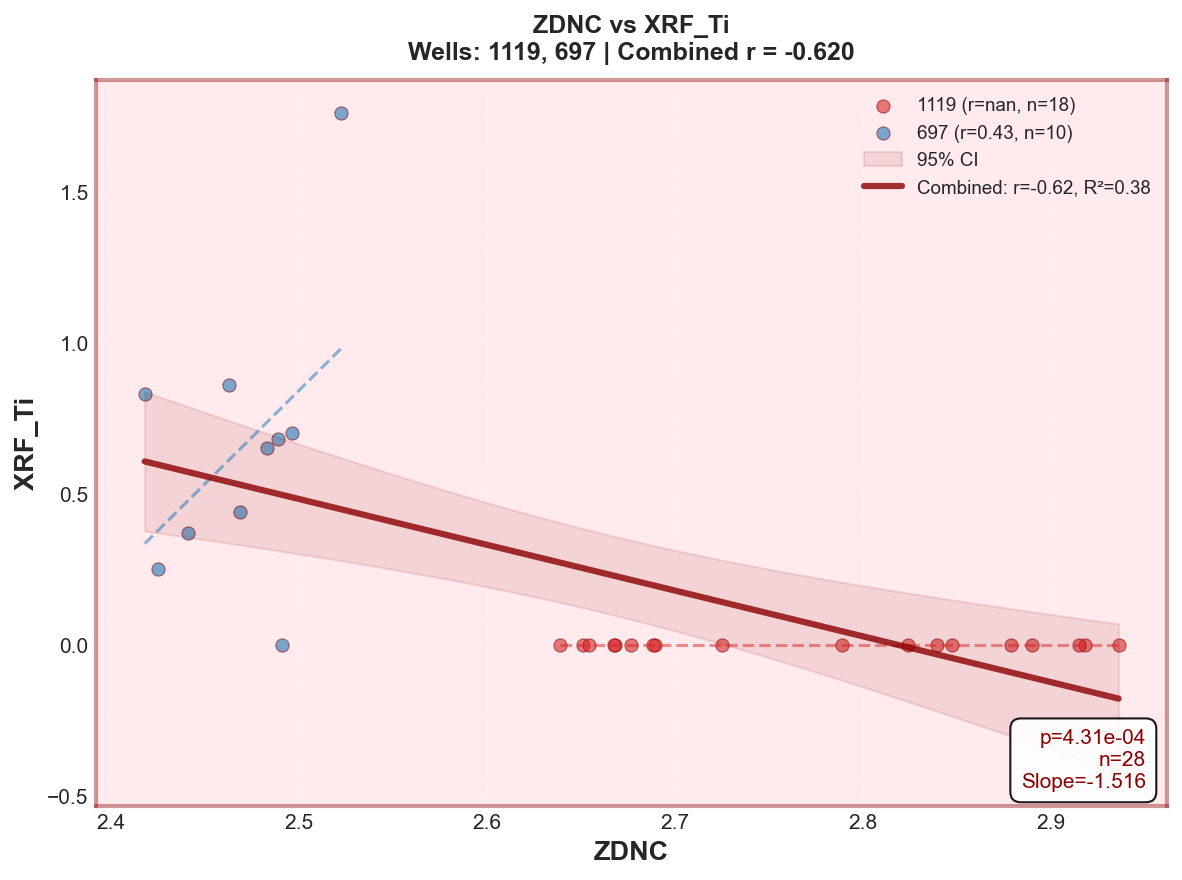 ZDNC vs XRF_Ti
Wells: 1119, 697 | Combined r = -0.620
1119 (r=nan, n=18)
697 (r=0.43, n=10)
95% CI
Combined: r=-0.62, R²=0.38
XRF_Ti
1.5
1.0
0.5
0.0
−0.5
p=4.31e-04
n=28
Slope=-1.516
2.4 2.5 2.6 2.7 2.8 2.9
ZDNC